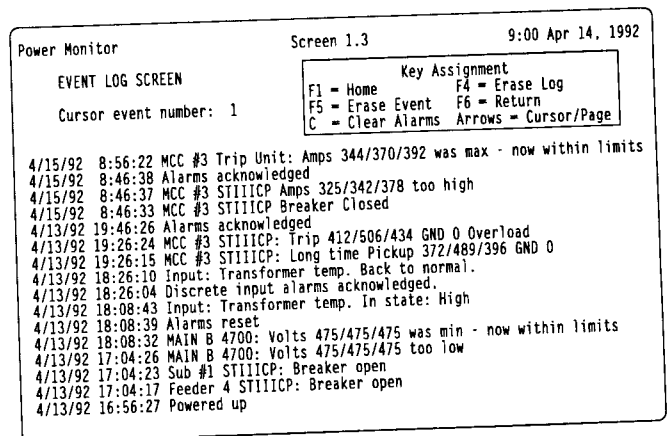 Power Monitor Screen 1.3 9:00 Apr 14, 1992
EVENT LOG SCREEN
Cursor event number: 1
Key Assignment
F1 = Home F4 = Erase Log
F5 = Erase Event F6 = Return
C = Clear Alarms Arrows = Cursor/Page
4/15/92 8:56:22 MCC #3 Trip Unit: Amps 344/370/392 was max - now within limits
4/15/92 8:46:38 Alarms acknowledged
4/15/92 8:46:37 MCC #3 STIIICP Amps 325/342/378 too high
4/15/92 8:46:33 MCC #3 STIIICP Breaker Closed
4/13/92 19:46:26 Alarms acknowledged
4/13/92 19:26:24 MCC #3 STIIICP: Trip 412/506/434 GND 0 Overload
4/13/92 19:26:15 MCC #3 STIIICP: Long time Pickup 372/489/396 GND 0
4/13/92 18:26:10 Input: Transformer temp. Back to normal.
4/13/92 18:26:04 Discrete input alarms acknowledged.
4/13/92 18:08:43 Input: Transformer temp. In state: High
4/13/92 18:08:39 Alarms reset
4/13/92 18:08:32 MAIN B 4700: Volts 475/475/475 was min - now within limits
4/13/92 17:04:26 MAIN B 4700: Volts 475/475/475 too low
4/13/92 17:04:23 Sub #1 STIIICP: Breaker open
4/13/92 17:04:17 Feeder 4 STIIICP: Breaker open
4/13/92 16:56:27 Powered up